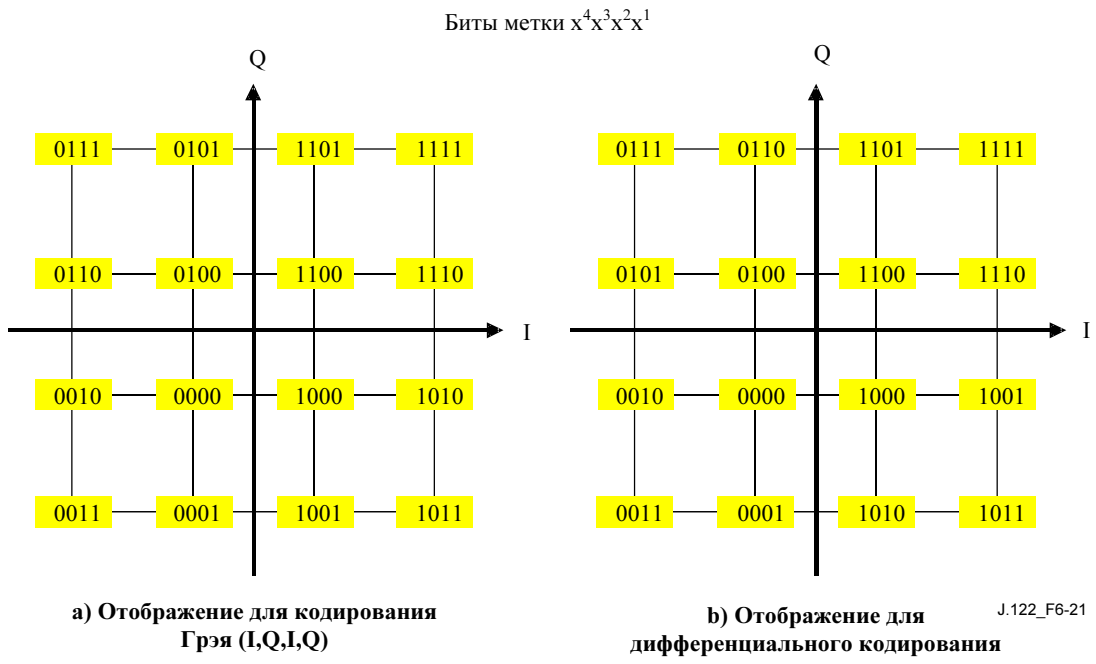 Биты метки x⁴x³x²x¹
Q
0111 0101 1101 1111
0110 0100 1100 1110
I
0010 0000 1000 1010
0011 0001 1001 1011
a) Отображение для кодирования
Грэя (I,Q,I,Q)
Q
0111 0110 1101 1111
0101 0100 1100 1110
I
0010 0000 1000 1001
0011 0001 1010 1011
b) Отображение для
дифференциального кодирования
J.122_F6-21